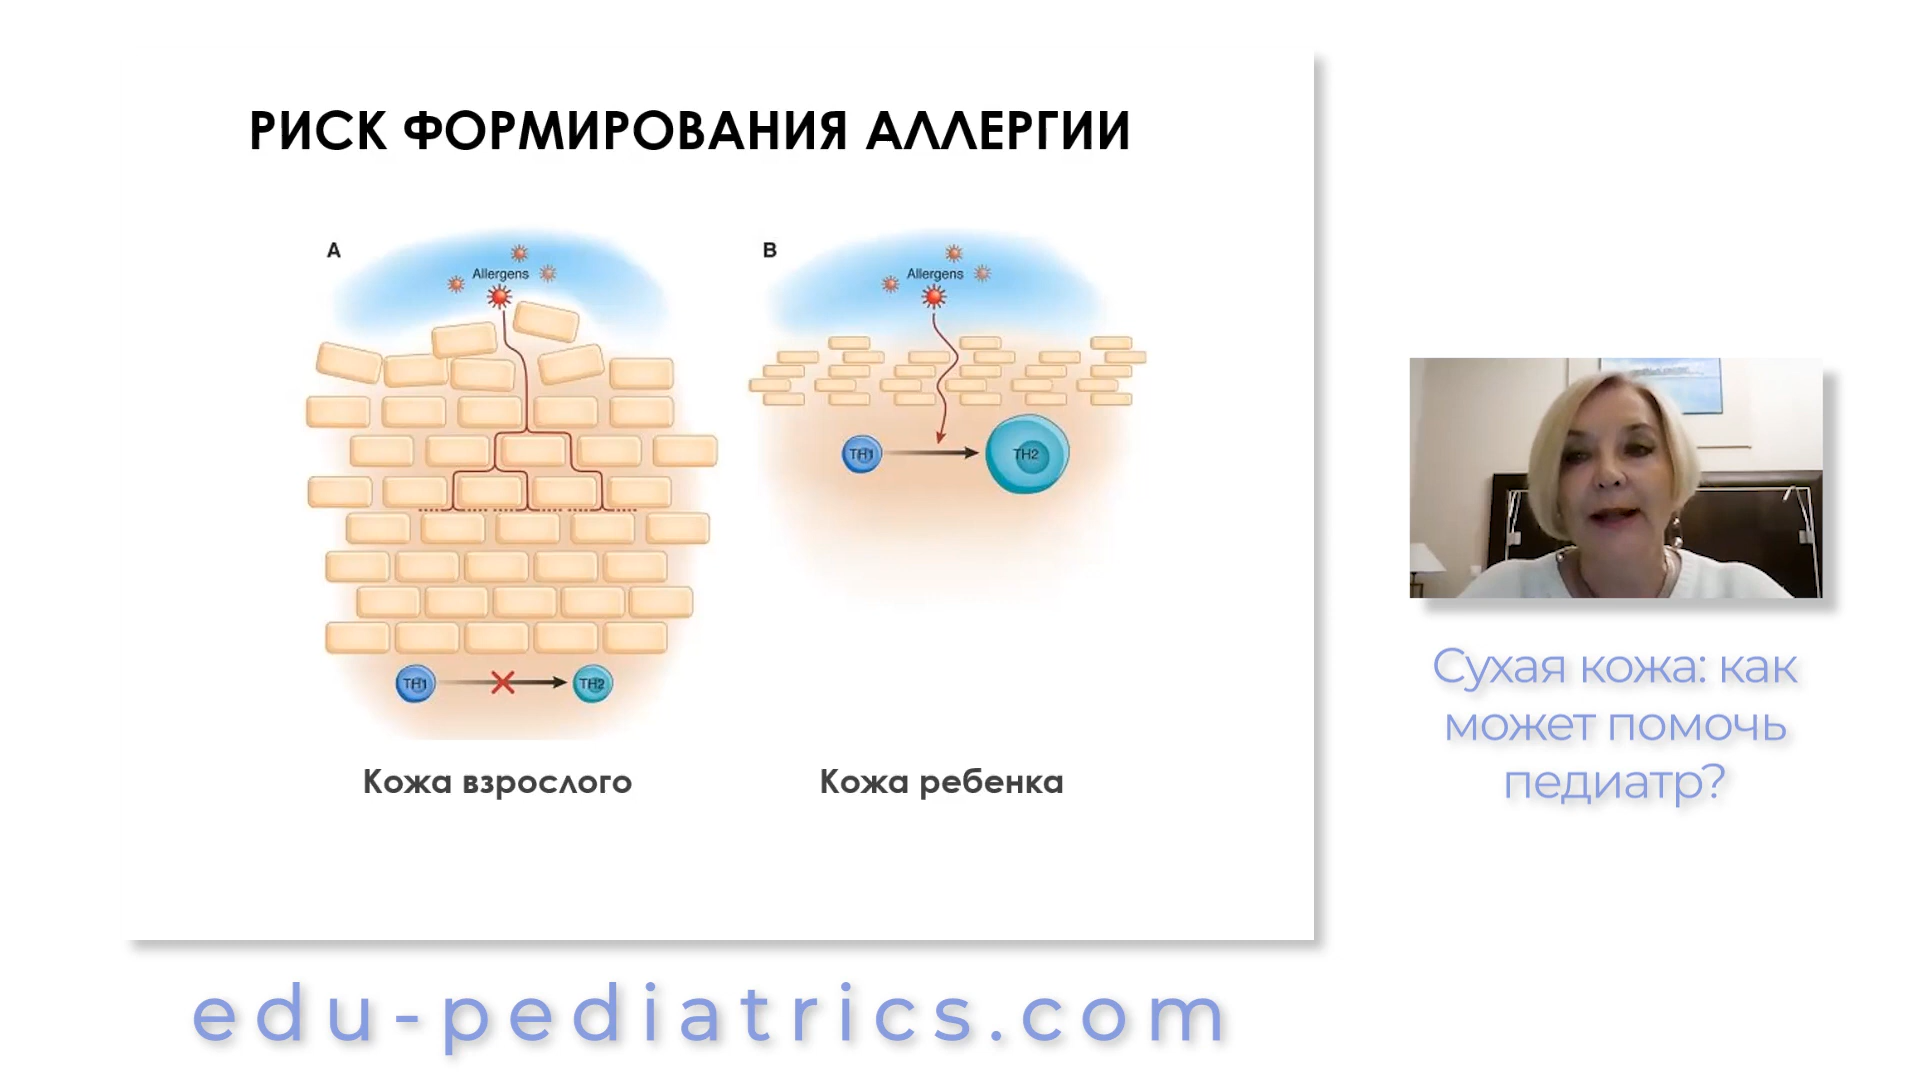 РИСК ФОРМИРОВАНИЯ АЛЛЕРГИИ
A
Allergens
TH1
TH2
Кожа взрослого
B
Allergens
TH1
TH2
Кожа ребенка
Сухая кожа: как
может помочь
педиатр?
edu-pediatrics.com